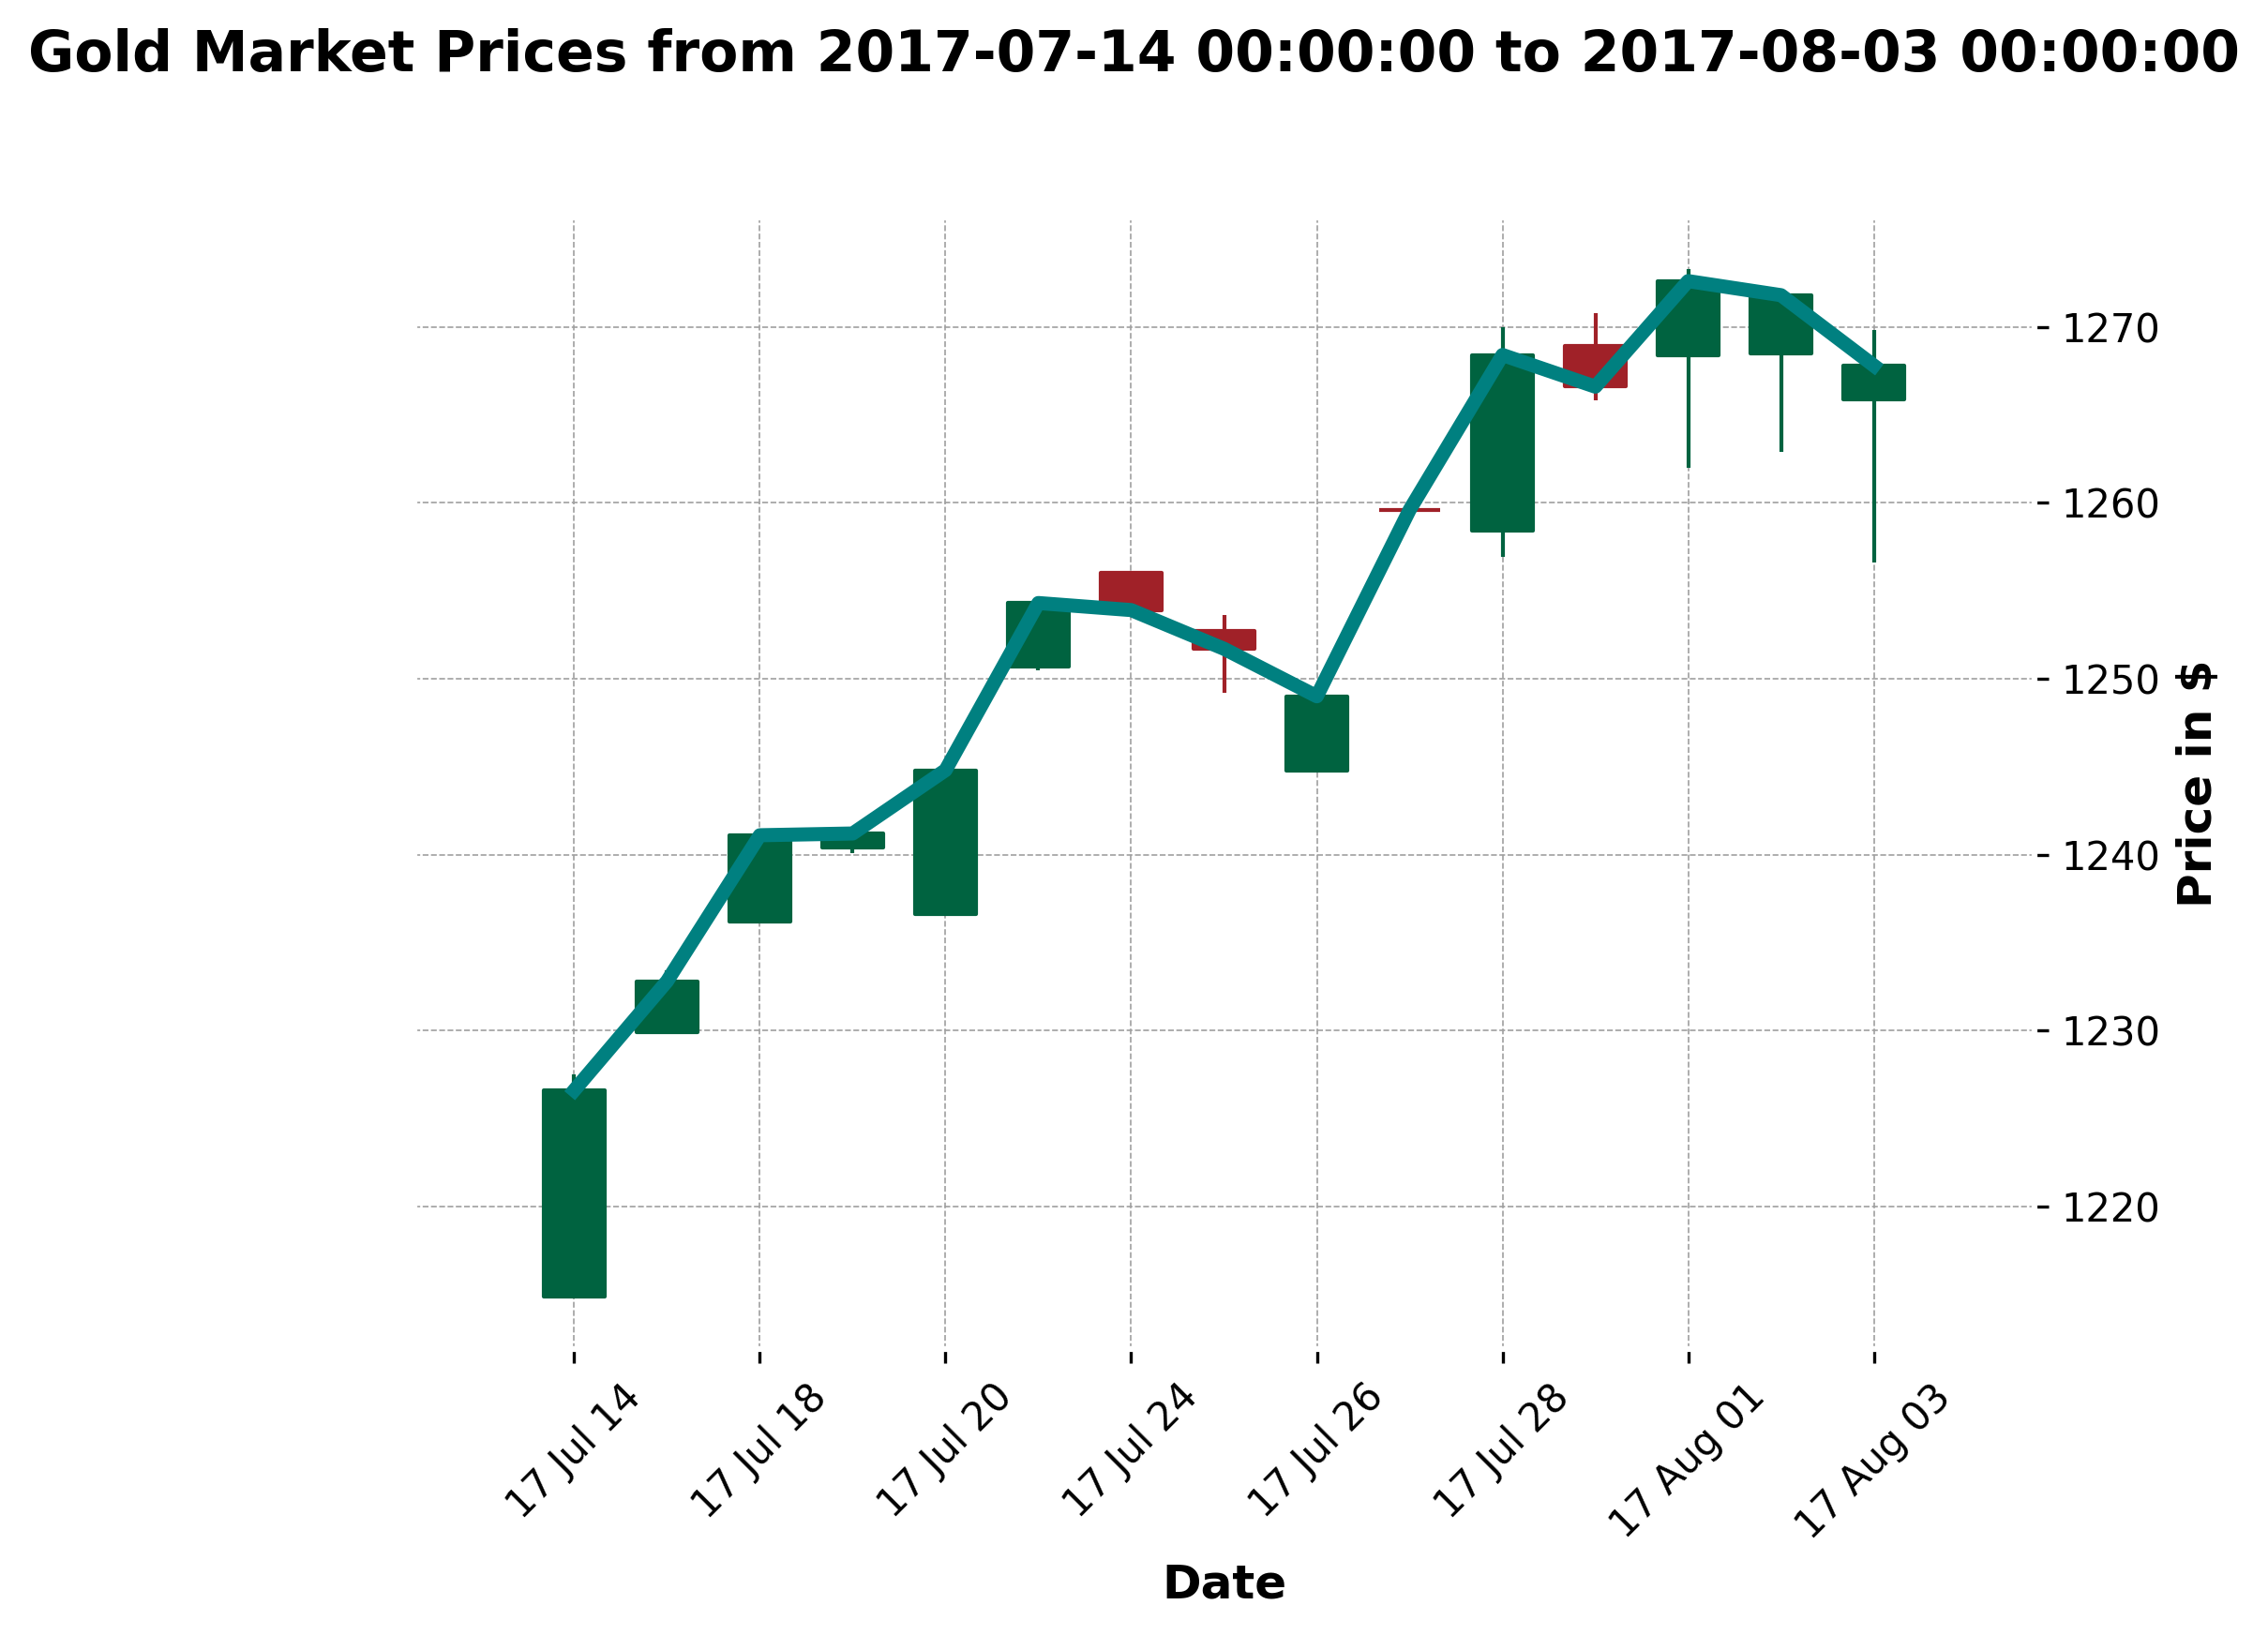 Gold Market Prices from 2017-07-14 00:00:00 to 2017-08-03 00:00:00
1270
1260
1250
1240
1230
1220
Price in $
17 Jul 14
17 Jul 18
17 Jul 20
17 Jul 24
17 Jul 26
17 Jul 28
17 Aug 01
17 Aug 03
Date